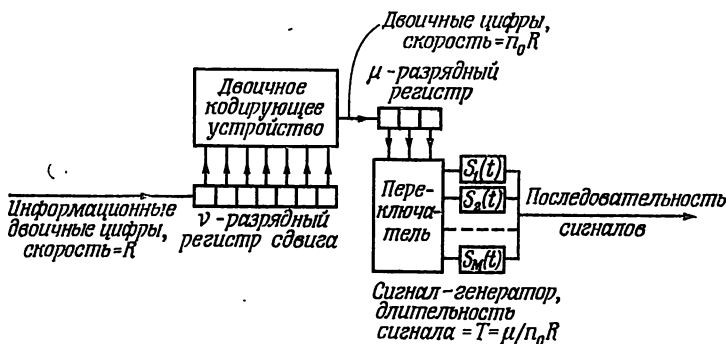 Двоичные цифры,
скорость=n₀R
Двоичное
кодирующее
устройство
μ-разрядный
регистр
S₁(t)
S₂(t)
Sₘ(t)
Пере-
ключа-
тель
Последовательность
сигналов
Информационные
двоичные цифры,
скорость=R
ν-разрядный
регистр сдвига
Сигнал-генератор,
длительность
сигнала=T=μ/n₀R